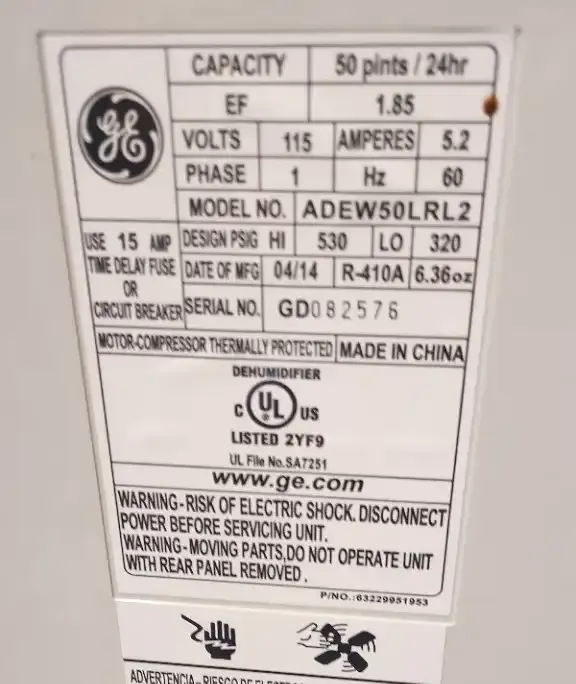 CAPACITY 50 pints / 24hr
GE EF 1.85
VOLTS 115 AMPERES 5.2
PHASE 1 Hz 60
MODEL NO. ADEW50LRL2
USE 15 AMP
TIME DELAY FUSE
OR
CIRCUIT BREAKER
DESIGN PSIG HI 530 LO 320
DATE OF MFG 04/14 R-410A 6.36oz
SERIAL NO. GD082576
MOTOR-COMPRESSOR THERMALLY PROTECTED MADE IN CHINA
DEHUMIDIFIER
C UL ® US
LISTED 2YF9
UL File No.SA7251
www.ge.com
WARNING-RISK OF ELECTRIC SHOCK. DISCONNECT
POWER BEFORE SERVICING UNIT.
WARNING-MOVING PARTS,DO NOT OPERATE UNIT
WITH REAR PANEL REMOVED.
P/NO.:63229951953
ADVERTENCIA-RIESGO DE